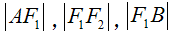 |AF₁| , |F₁F₂| , |F₁B|